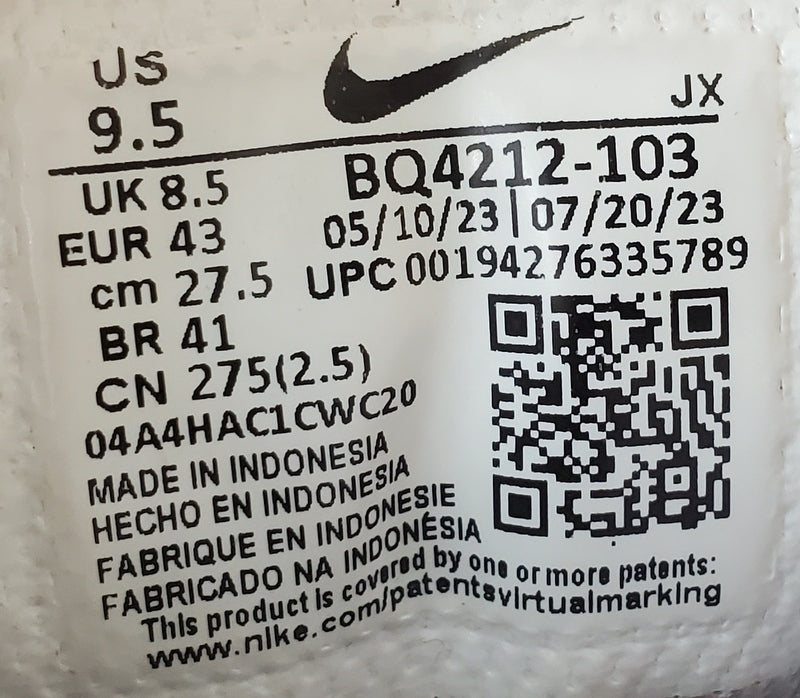 US
9.5
JX
UK 8.5
BQ4212-103
EUR 43
05/10/23|07/20/23
cm 27.5
UPC 00194276335789
BR 41
CN 275(2.5)
04A4HAC1CWC20
MADE IN INDONESIA
HECHO EN INDONESIA
FABRIQUE EN INDONESIE
FABRICADO NA INDONÉSIA
This product is covered by one or more patents:
www.nike.com/patentsvirtualmarking